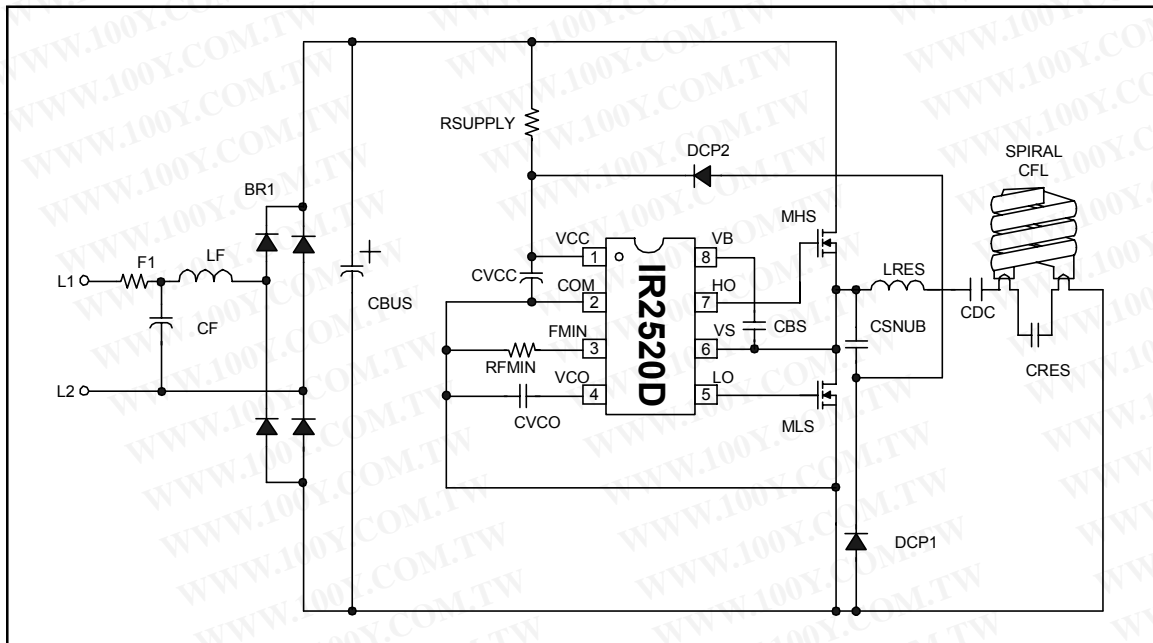 RSUPPLY
DCP2
SPIRAL
CFL
BR1
MHS
F1
LF
VCC
VB
1
8
L1
CVCC
IR2520D
LRES
COM
HO
2
7
CF
CBUS
CBS
CSNUB
CDC
FMIN
VS
3
6
RFMIN
CRES
L2
VCO
LO
4
5
CVCO
MLS
DCP1
WWW.100Y.COM.TW